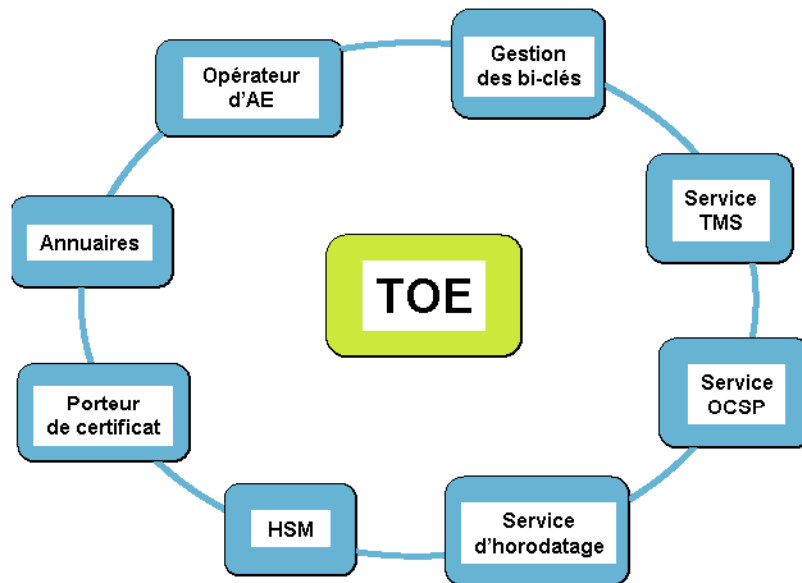 Opérateur
d'AE
Gestion
des bi-clés
Service
TMS
Annuaires
TOE
Service
OCSP
Porteur
de certificat
HSM
Service
d'horodatage